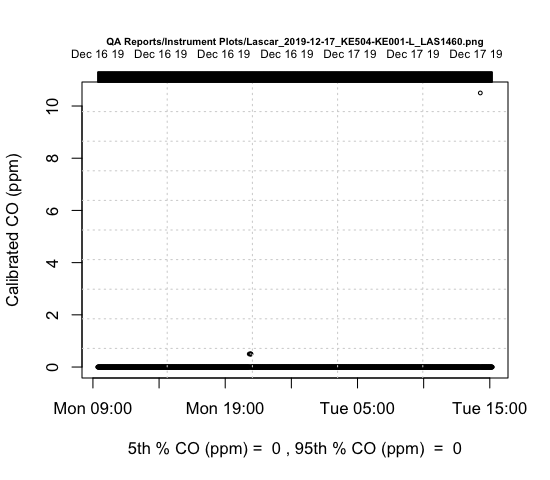 QA Reports/Instrument Plots/Lascar_2019-12-17_KE504-KE001-L_LAS1460.png
Dec 16 19 Dec 16 19 Dec 16 19 Dec 16 19 Dec 17 19 Dec 17 19 Dec 17 19
Calibrated CO (ppm)
10
8
6
4
2
0
Mon 09:00 Mon 19:00 Tue 05:00 Tue 15:00
5th % CO (ppm) = 0 , 95th % CO (ppm) = 0